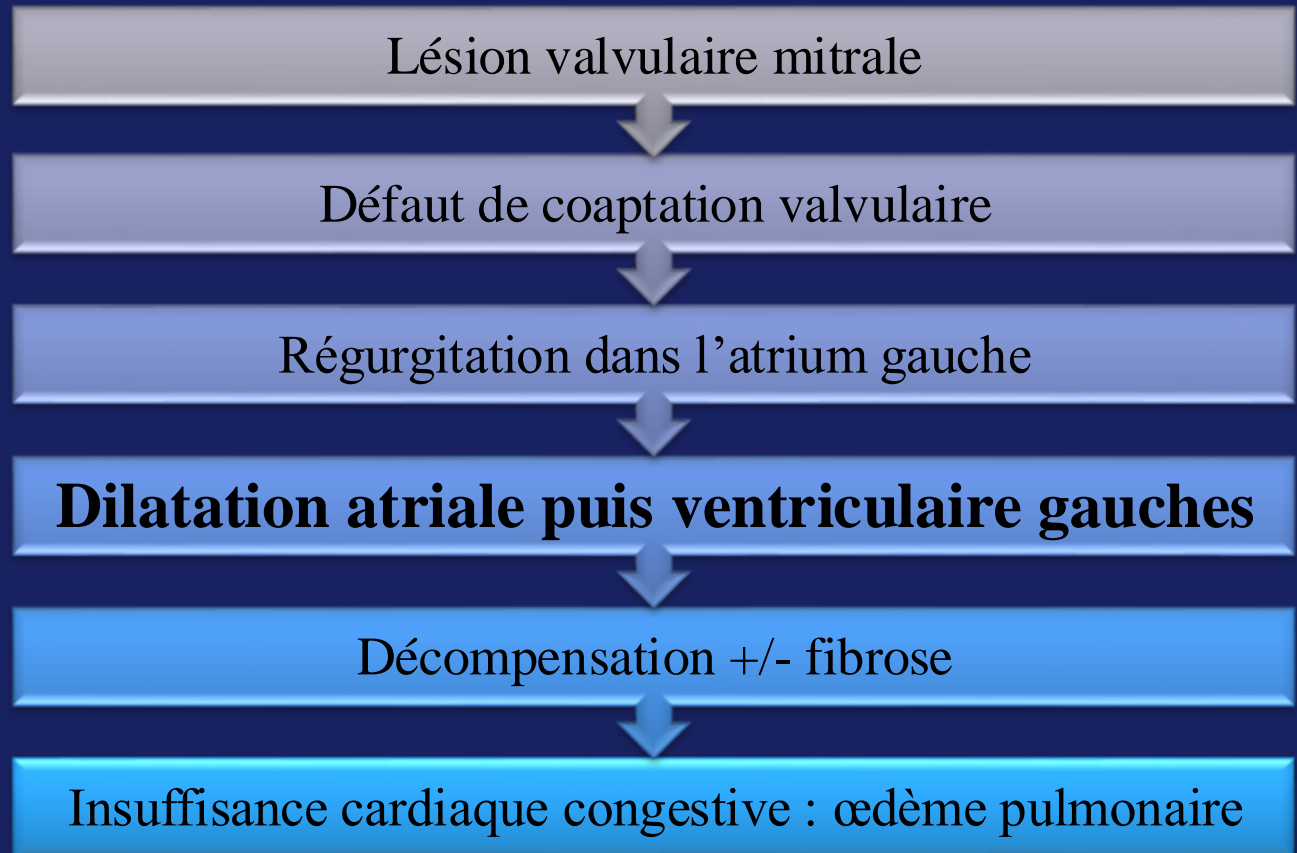 Lésion valvulaire mitrale
Défaut de coaptation valvulaire
Régurgitation dans l’atrium gauche
Dilatation atriale puis ventriculaire gauches
Décompensation +/- fibrose
Insuffisance cardiaque congestive : œdème pulmonaire